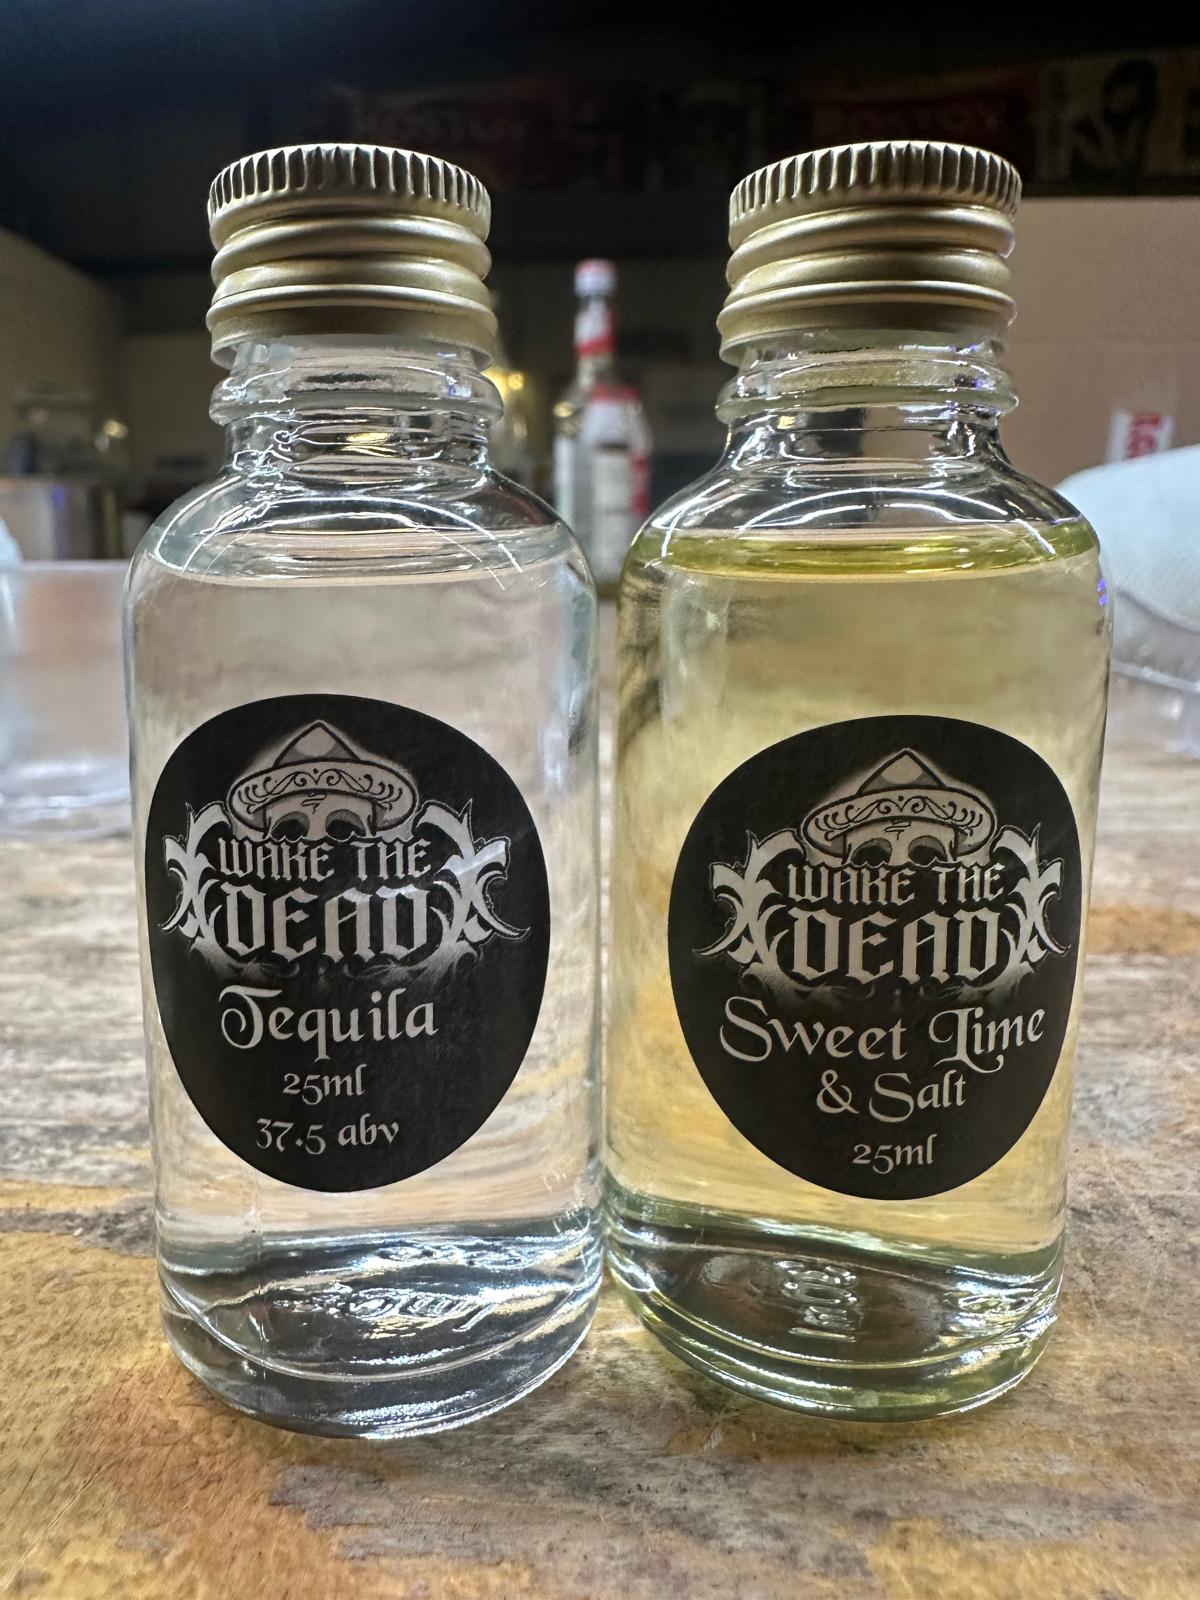 WAKE THE
DEAD
Tequila
25ml
37.5 abv
WAKE THE
DEAD
Sweet Lime
& Salt
25ml